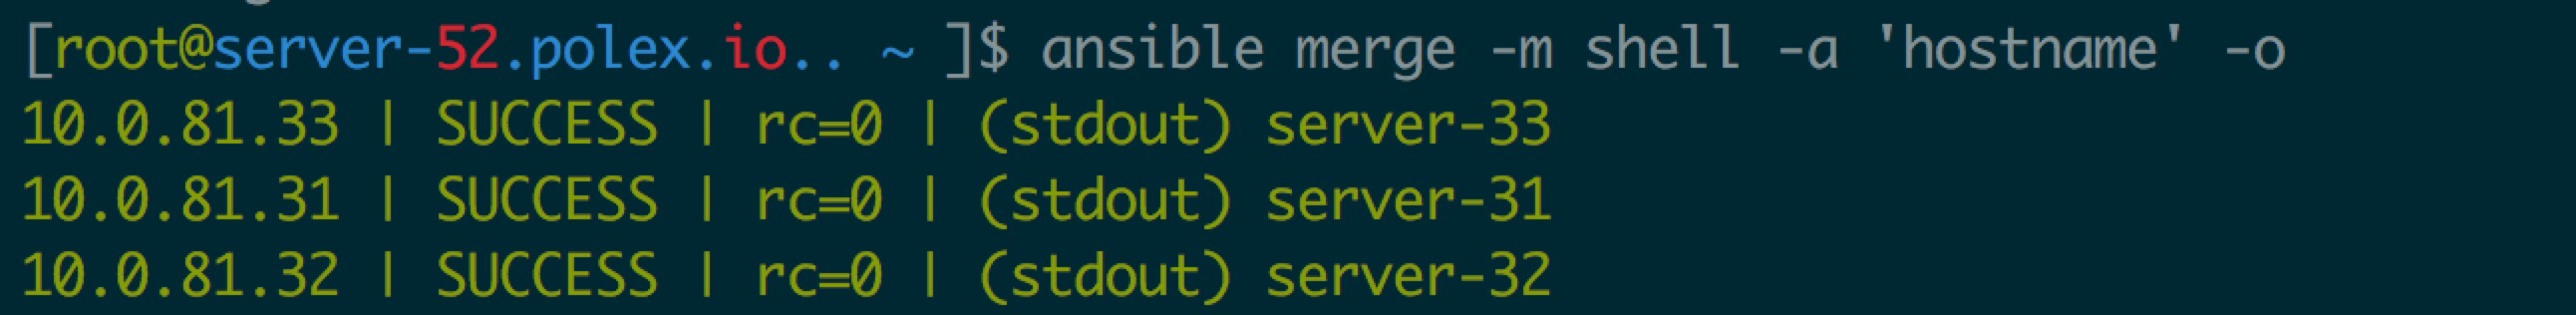 [root@server-52.polex.io.. ~ ]$ ansible merge -m shell -a 'hostname' -o
10.0.81.33 | SUCCESS | rc=0 | (stdout) server-33
10.0.81.31 | SUCCESS | rc=0 | (stdout) server-31
10.0.81.32 | SUCCESS | rc=0 | (stdout) server-32